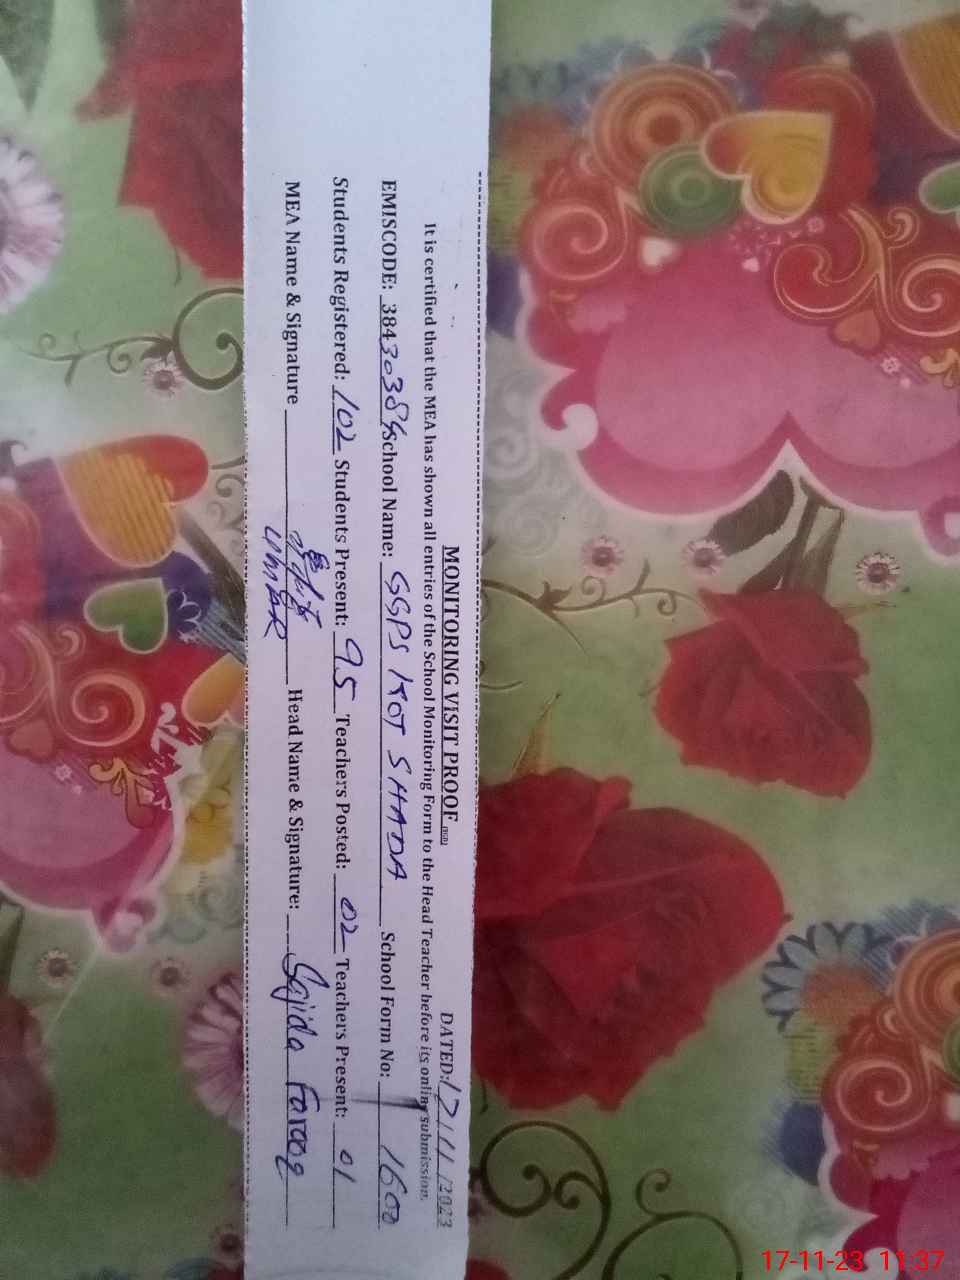 MONITORING VISIT PROOF DATED: 17/11/2023
It is certified that the MEA has shown all entries of the School Monitoring Form to the Head Teacher before its online submission.
EMISCODE: 38430384 School Name: GGPS KOT SHADA School Form No: 1600
Students Registered: 102 Students Present: 95 Teachers Posted: 02 Teachers Present: 01
MEA Name & Signature UMAR Head Name & Signature: Sajida Farooq
17-11-23 11:37